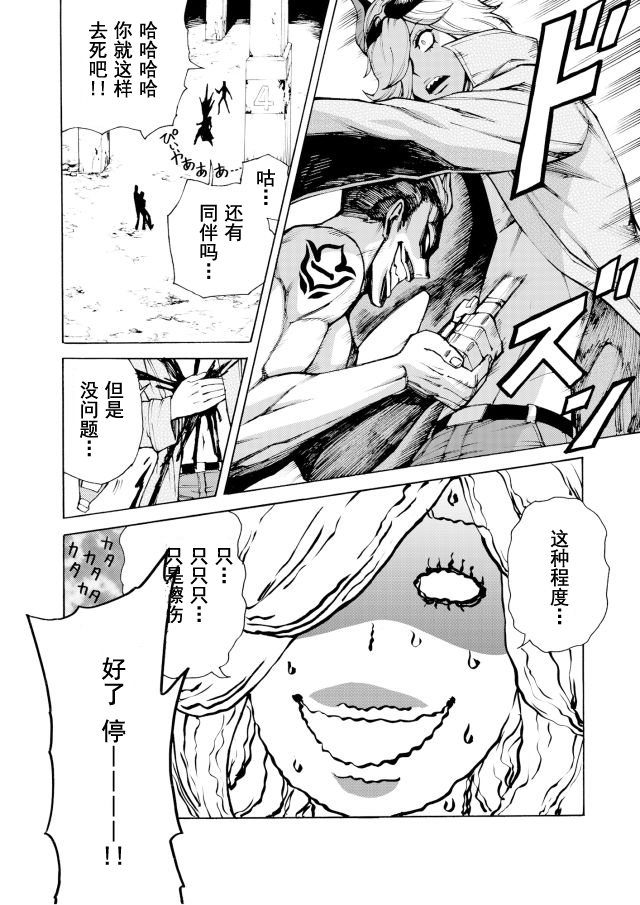 ドズン
哈哈哈哈
你就这样
去死吧!!
4
ぴぃやぁぁぁ…
咕…
还有
同伴吗…
但是
没问题…
这种程度…
只…
只只只…
只是擦伤
カタ
カタ
カタ
カタ
好了 停————!!